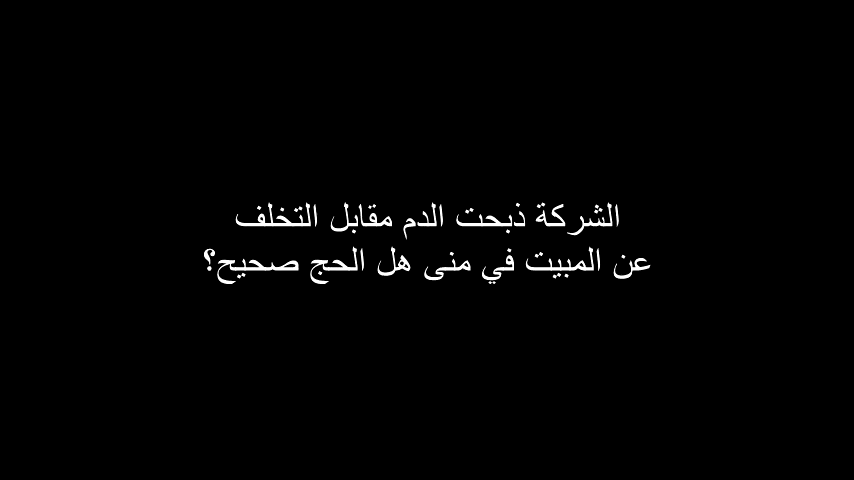 الشركة ذبحت الدم مقابل التخلف
عن المبيت في منى هل الحج صحيح؟